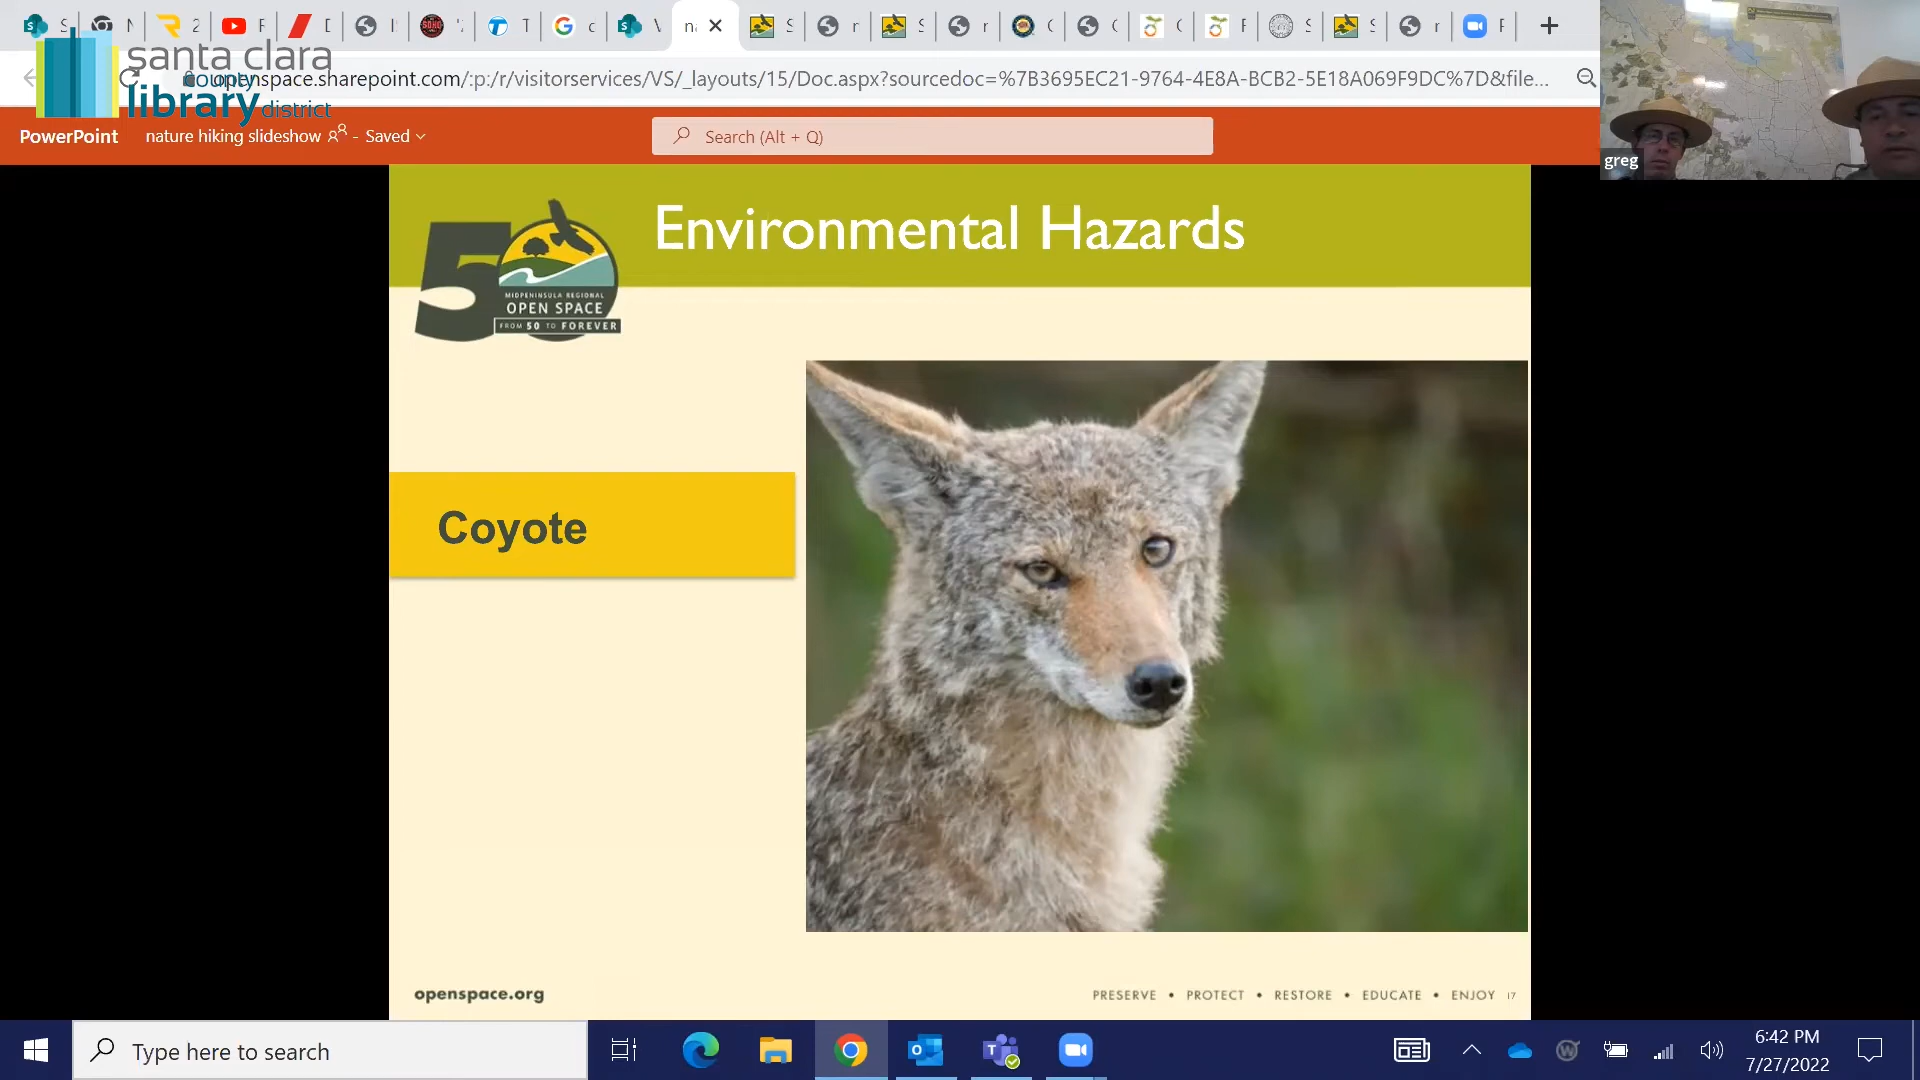 santa clara
county
library district
openspace.sharepoint.com/:p:/r/visitorservices/VS/_layouts/15/Doc.aspx?sourcedoc=%7B3695EC21-9764-4E8A-BCB2-5E18A069F9DC%7D&file...
PowerPoint
nature hiking slideshow - Saved
Search (Alt + Q)
greg
Environmental Hazards
50
MIDPENINSULA REGIONAL
OPEN SPACE
FROM 50 TO FOREVER
Coyote
openspace.org
PRESERVE • PROTECT • RESTORE • EDUCATE • ENJOY 17
Type here to search
6:42 PM
7/27/2022